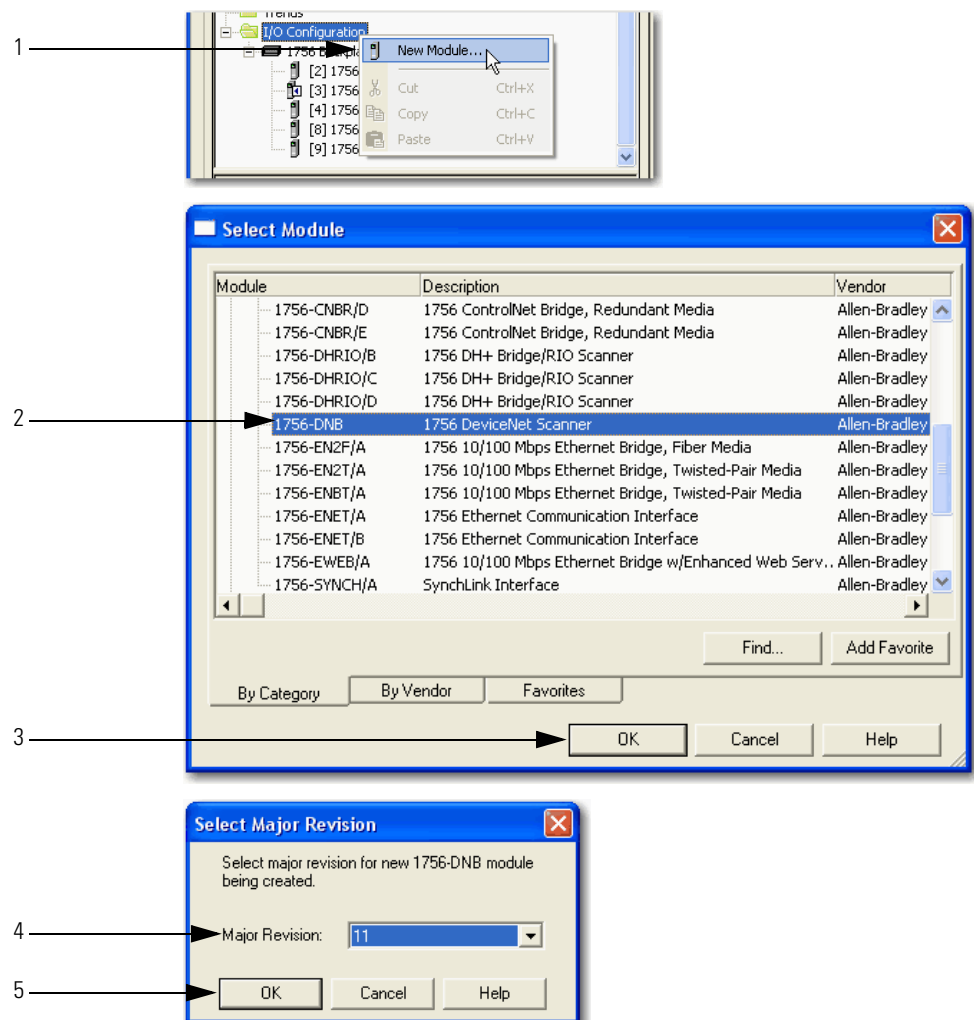 Trends
I/O Configuration
1 New Module...
1756 Backpla
[2] 1756
Cut Ctrl+X
[3] 1756
[4] 1756
Copy Ctrl+C
[8] 1756
Paste Ctrl+V
[9] 1756
Select Module
Module Description Vendor
1756-CNBR/D 1756 ControlNet Bridge, Redundant Media Allen-Bradley
1756-CNBR/E 1756 ControlNet Bridge, Redundant Media Allen-Bradley
1756-DHRIO/B 1756 DH+ Bridge/RIO Scanner Allen-Bradley
1756-DHRIO/C 1756 DH+ Bridge/RIO Scanner Allen-Bradley
1756-DHRIO/D 1756 DH+ Bridge/RIO Scanner Allen-Bradley
2 1756-DNB 1756 DeviceNet Scanner Allen-Bradley
1756-EN2F/A 1756 10/100 Mbps Ethernet Bridge, Fiber Media Allen-Bradley
1756-EN2T/A 1756 10/100 Mbps Ethernet Bridge, Twisted-Pair Media Allen-Bradley
1756-ENBT/A 1756 10/100 Mbps Ethernet Bridge, Twisted-Pair Media Allen-Bradley
1756-ENET/A 1756 Ethernet Communication Interface Allen-Bradley
1756-ENET/B 1756 Ethernet Communication Interface Allen-Bradley
1756-EWEB/A 1756 10/100 Mbps Ethernet Bridge w/Enhanced Web Serv.. Allen-Bradley
1756-SYNCH/A SynchLink Interface Allen-Bradley
Find... Add Favorite
By Category By Vendor Favorites
3 OK Cancel Help
Select Major Revision
Select major revision for new 1756-DNB module
being created.
4 Major Revision: 11
5 OK Cancel Help